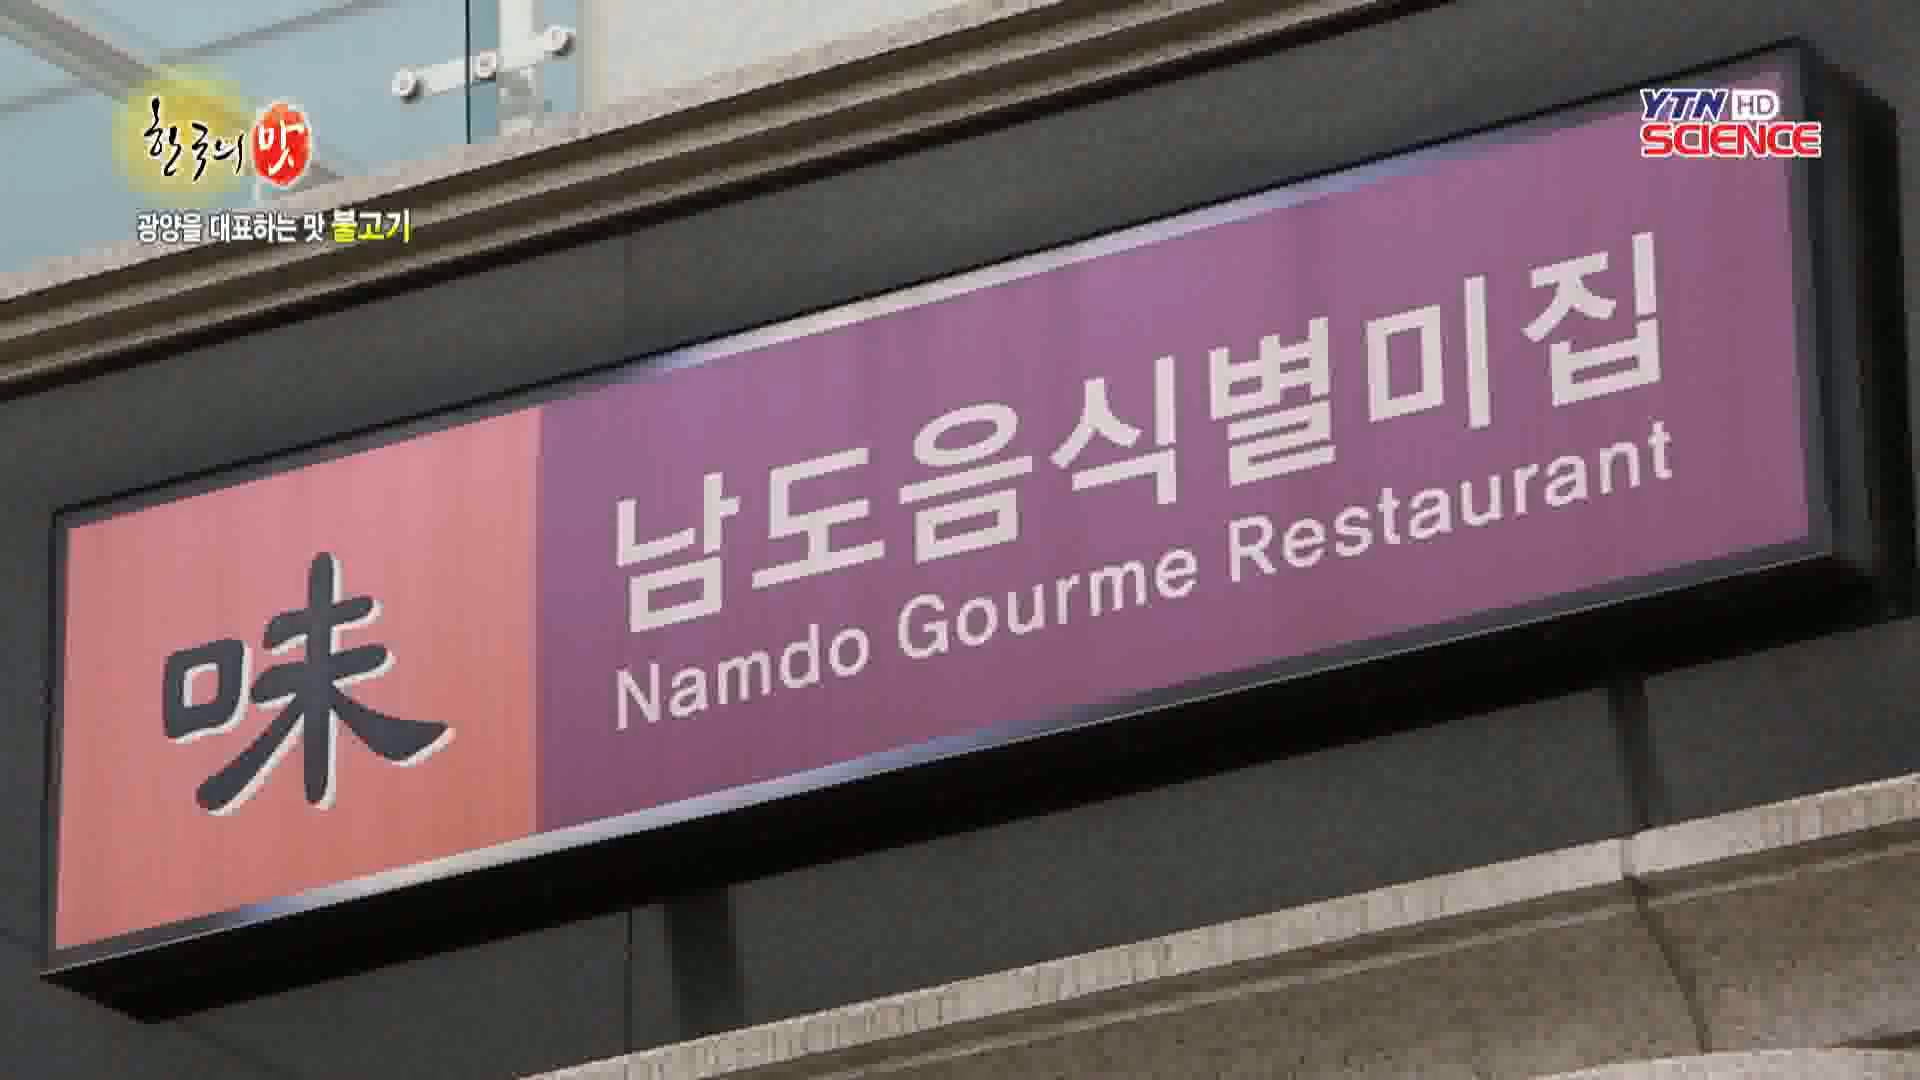 한국의 맛
광양을 대표하는 맛 불고기
YTN HD
SCIENCE
味
남도음식별미집
Namdo Gourme Restaurant